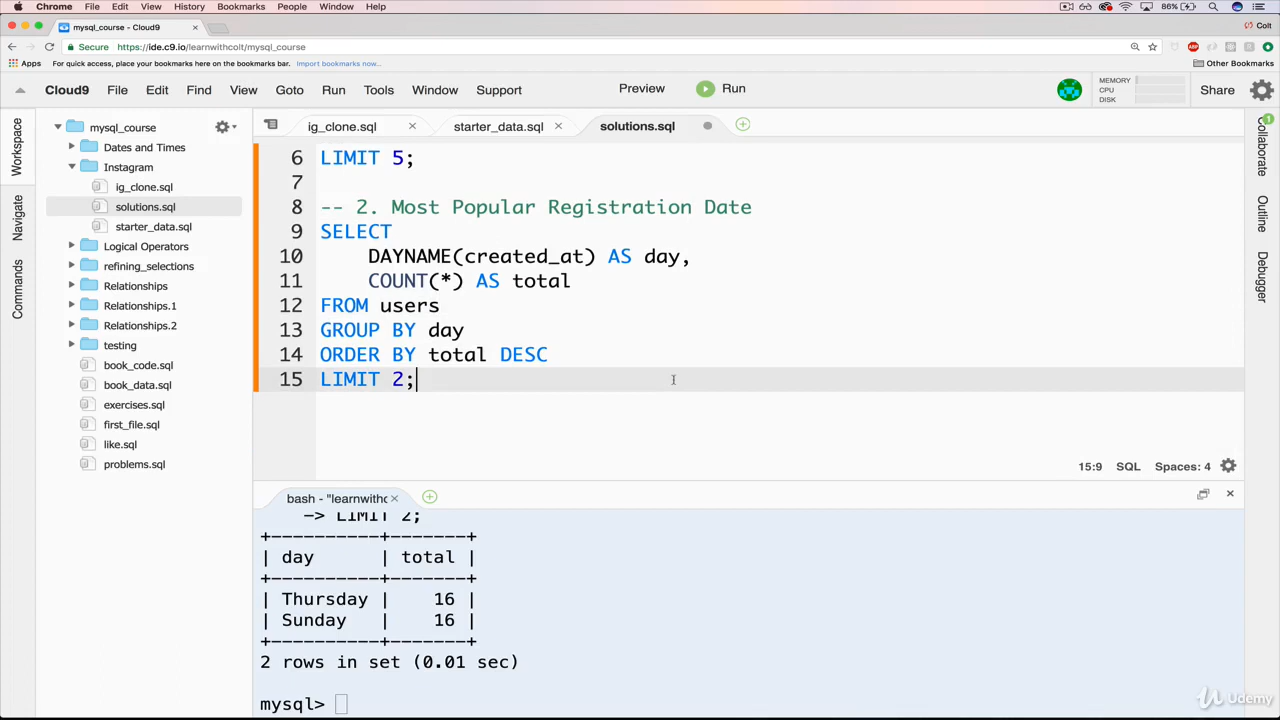 Chrome File Edit View History Bookmarks People Window Help 86%
mysql_course - Cloud9
Colt
Secure https://ide.c9.io/learnwithcolt/mysql_course
Apps For quick access, place your bookmarks here on the bookmarks bar. Import bookmarks now... Other Bookmarks
Cloud9 File Edit Find View Goto Run Tools Window Support Preview Run MEMORY CPU DISK Share
Workspace
Navigate
Commands
mysql_course
Dates and Times
Instagram
ig_clone.sql
solutions.sql
starter_data.sql
Logical Operators
refining_selections
Relationships
Relationships.1
Relationships.2
testing
book_code.sql
book_data.sql
exercises.sql
first_file.sql
like.sql
problems.sql
ig_clone.sql starter_data.sql solutions.sql
6 LIMIT 5;
7
8 -- 2. Most Popular Registration Date
9 SELECT
10 DAYNAME(created_at) AS day,
11 COUNT(*) AS total
12 FROM users
13 GROUP BY day
14 ORDER BY total DESC
15 LIMIT 2;
15:9 SQL Spaces: 4
1
Collaborate
Outline
Debugger
bash - "learnwithc
-> LIMIT 2;
+----------+-------+
| day      | total |
+----------+-------+
| Thursday |    16 |
| Sunday   |    16 |
+----------+-------+
2 rows in set (0.01 sec)
mysql>
Udemy